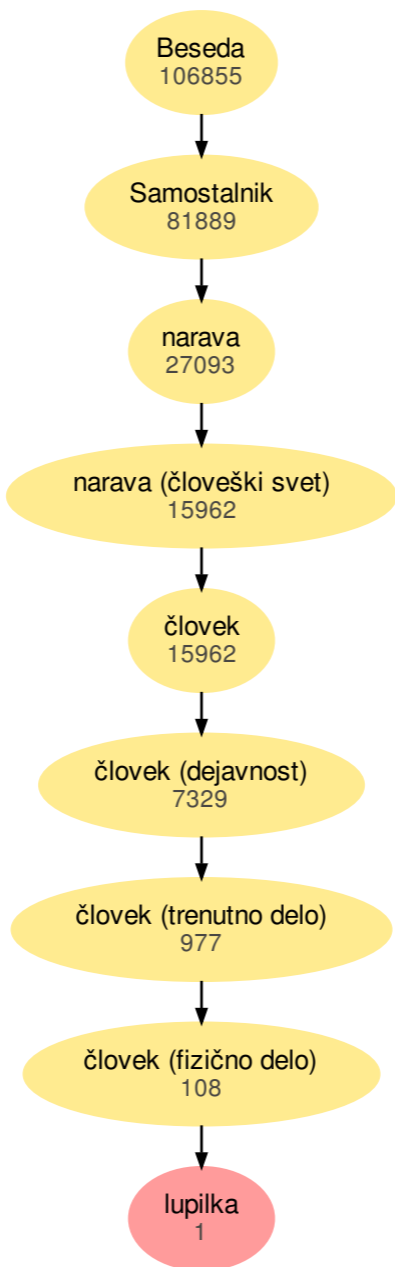 Beseda
106855
Samostalnik
81889
narava
27093
narava (človeški svet)
15962
človek
15962
človek (dejavnost)
7329
človek (trenutno delo)
977
človek (fizično delo)
108
lupilka
1